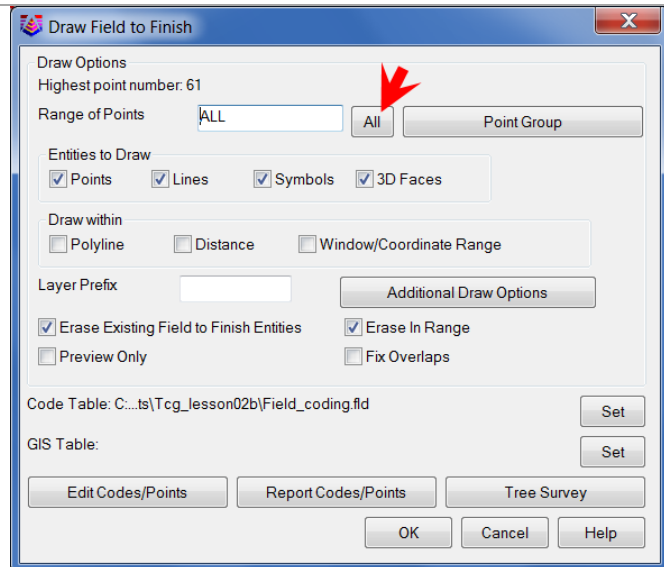 Draw Field to Finish
X
Draw Options
Highest point number: 61
Range of Points ALL All Point Group
Entities to Draw
Points Lines Symbols 3D Faces
Draw within
Polyline Distance Window/Coordinate Range
Layer Prefix Additional Draw Options
Erase Existing Field to Finish Entities Erase In Range
Preview Only Fix Overlaps
Code Table: C:...ts\Tcg_lesson02b\Field_coding.fld Set
GIS Table: Set
Edit Codes/Points Report Codes/Points Tree Survey
OK Cancel Help